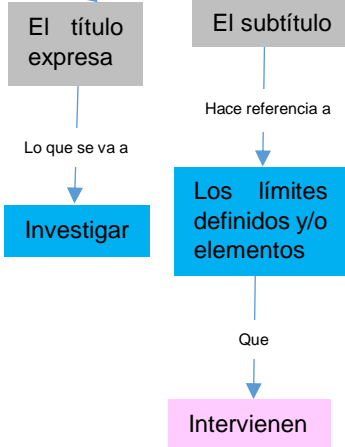 El título
expresa
Lo que se va a
Investigar
El subtítulo
Hace referencia a
Los límites
definidos y/o
elementos
Que
Intervienen